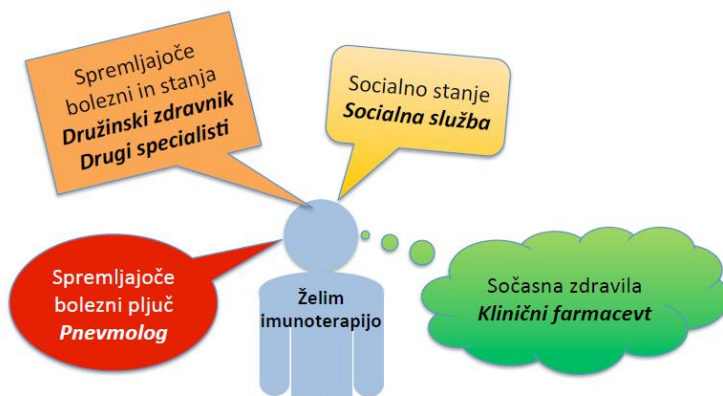 Spremljajoče
bolezni in stanja
Družinski zdravnik
Drugi specialisti
Socialno stanje
Socialna služba
Spremljajoče
bolezni pljuč
Pnevmolog
Želim
imunoterapijo
Sočasna zdravila
Klinični farmacevt